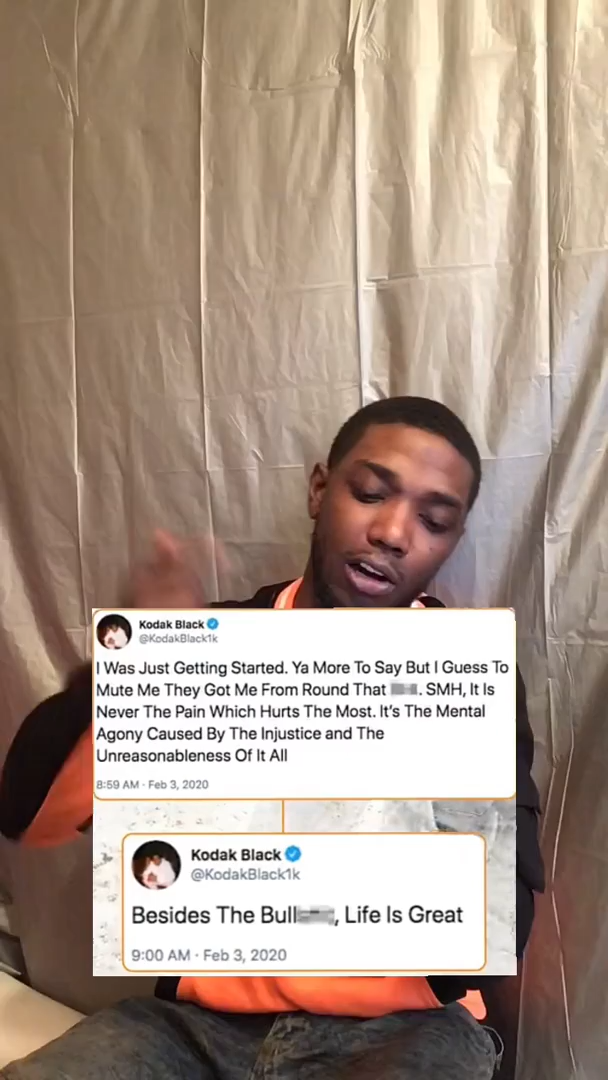 Kodak Black
@KodakBlack1k
I Was Just Getting Started. Ya More To Say But I Guess To
Mute Me They Got Me From Round That . SMH, It Is
Never The Pain Which Hurts The Most. It's The Mental
Agony Caused By The Injustice and The
Unreasonableness Of It All
8:59 AM · Feb 3, 2020
Kodak Black
@KodakBlack1k
Besides The Bull, Life Is Great
9:00 AM · Feb 3, 2020